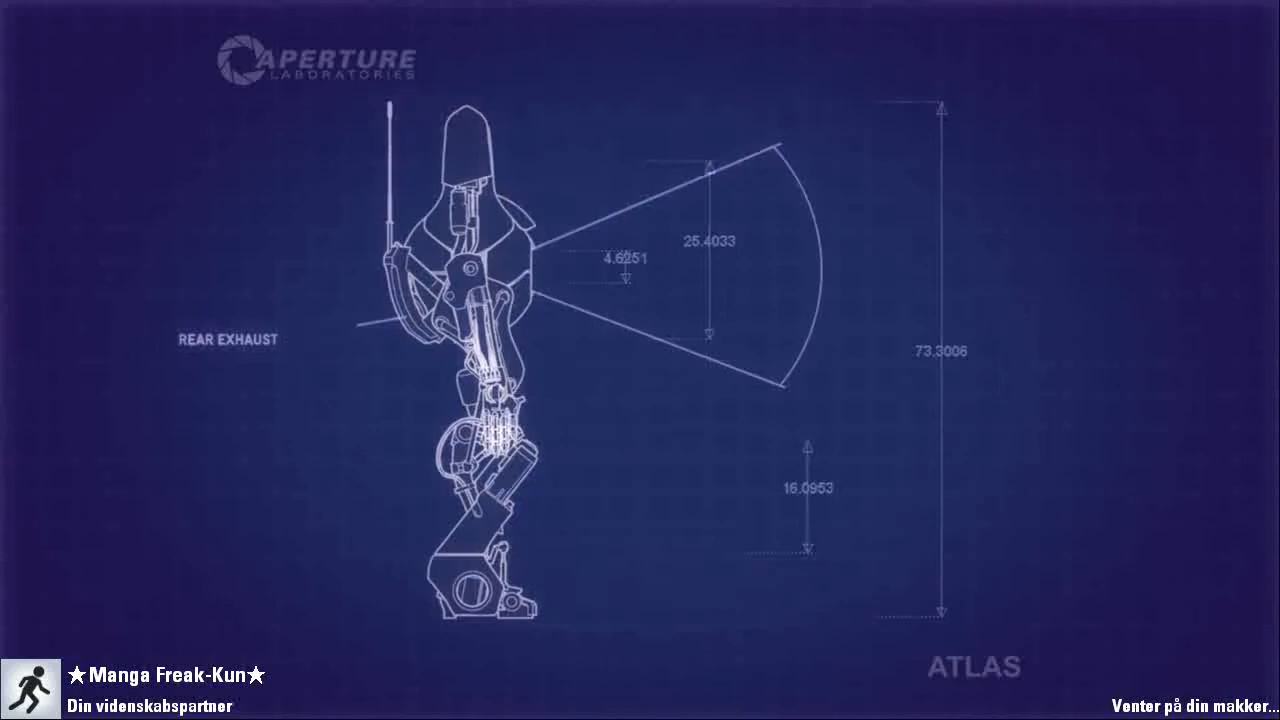 APERTURE
LABORATORIES
25.4033
4.6251
REAR EXHAUST
73.3006
16.0953
ATLAS
★Manga Freak-Kun★
Din videnskabspartner
Venter på din makker...